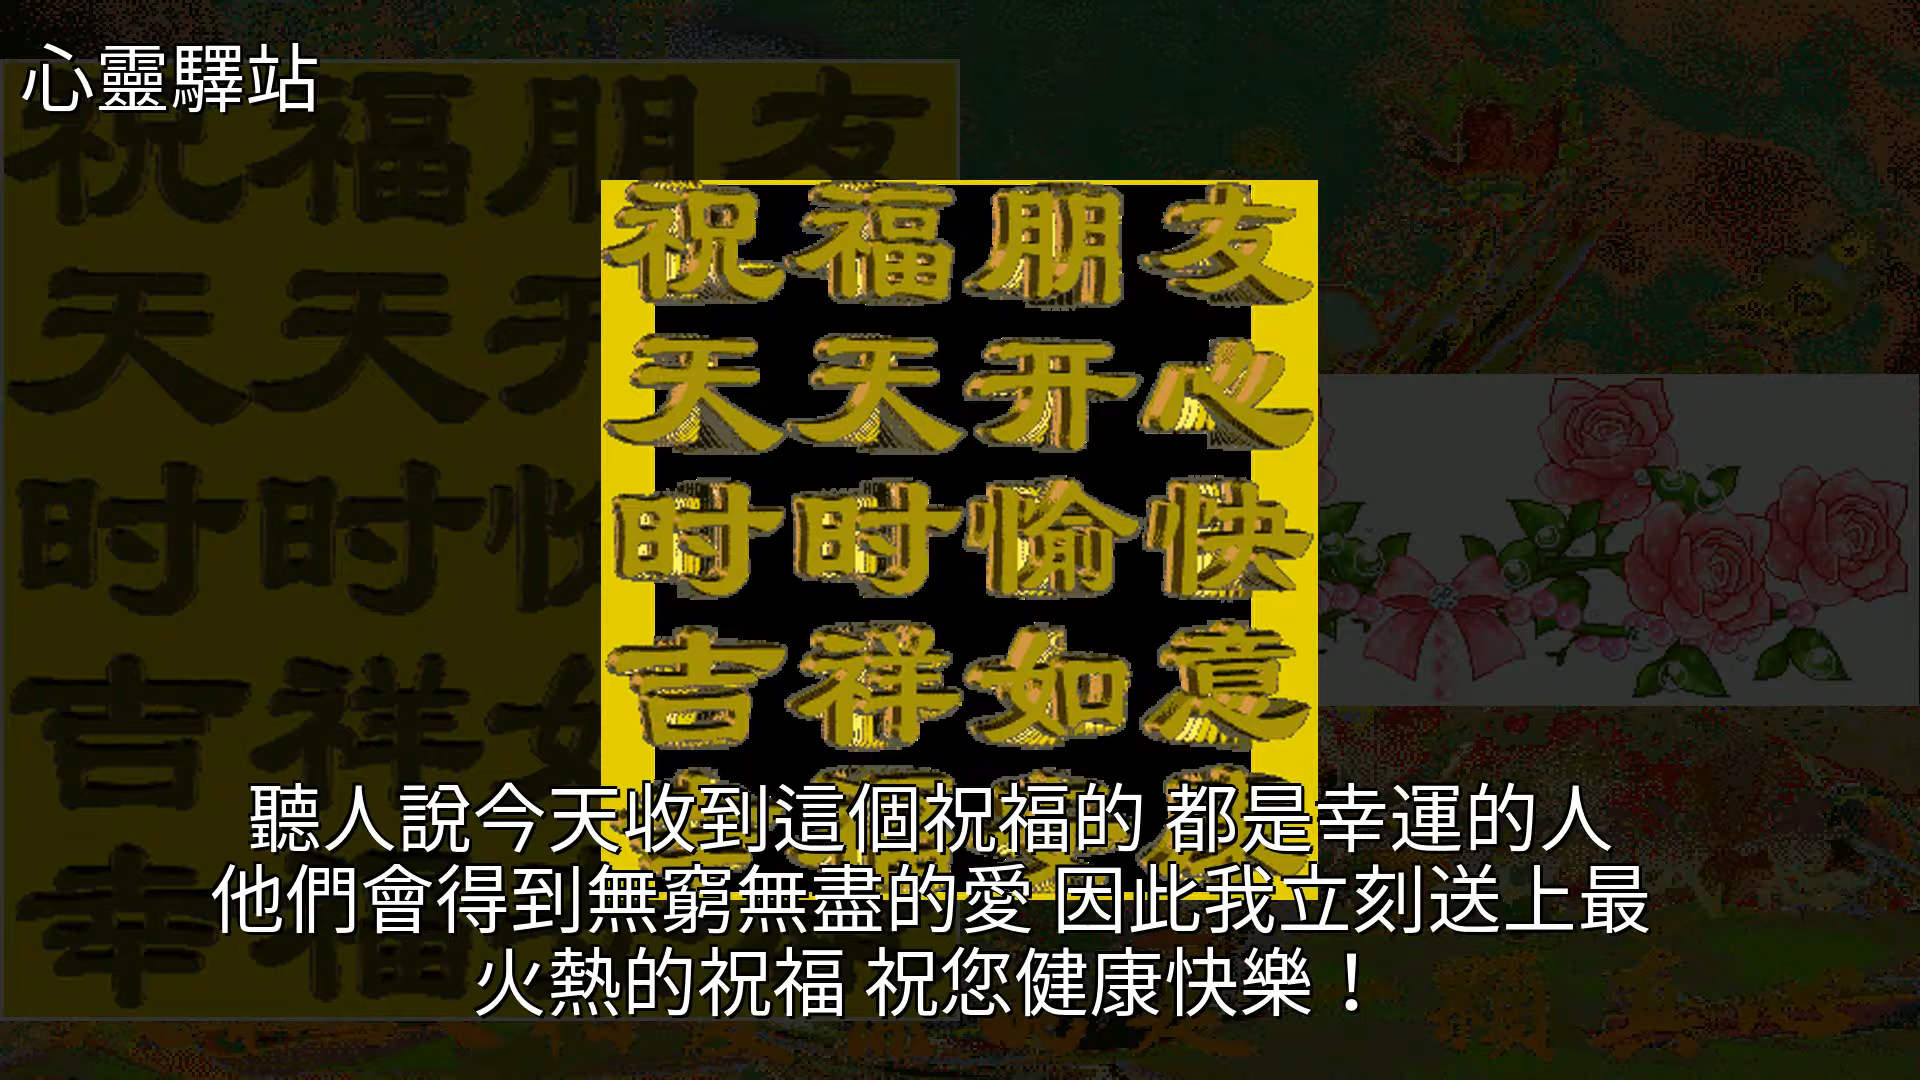 心靈驛站
祝福朋友
天天开心
时时愉快
吉祥如意
聽人說今天收到這個祝福的 都是幸運的人
他們會得到無窮無盡的愛 因此我立刻送上最
火熱的祝福 祝您健康快樂！